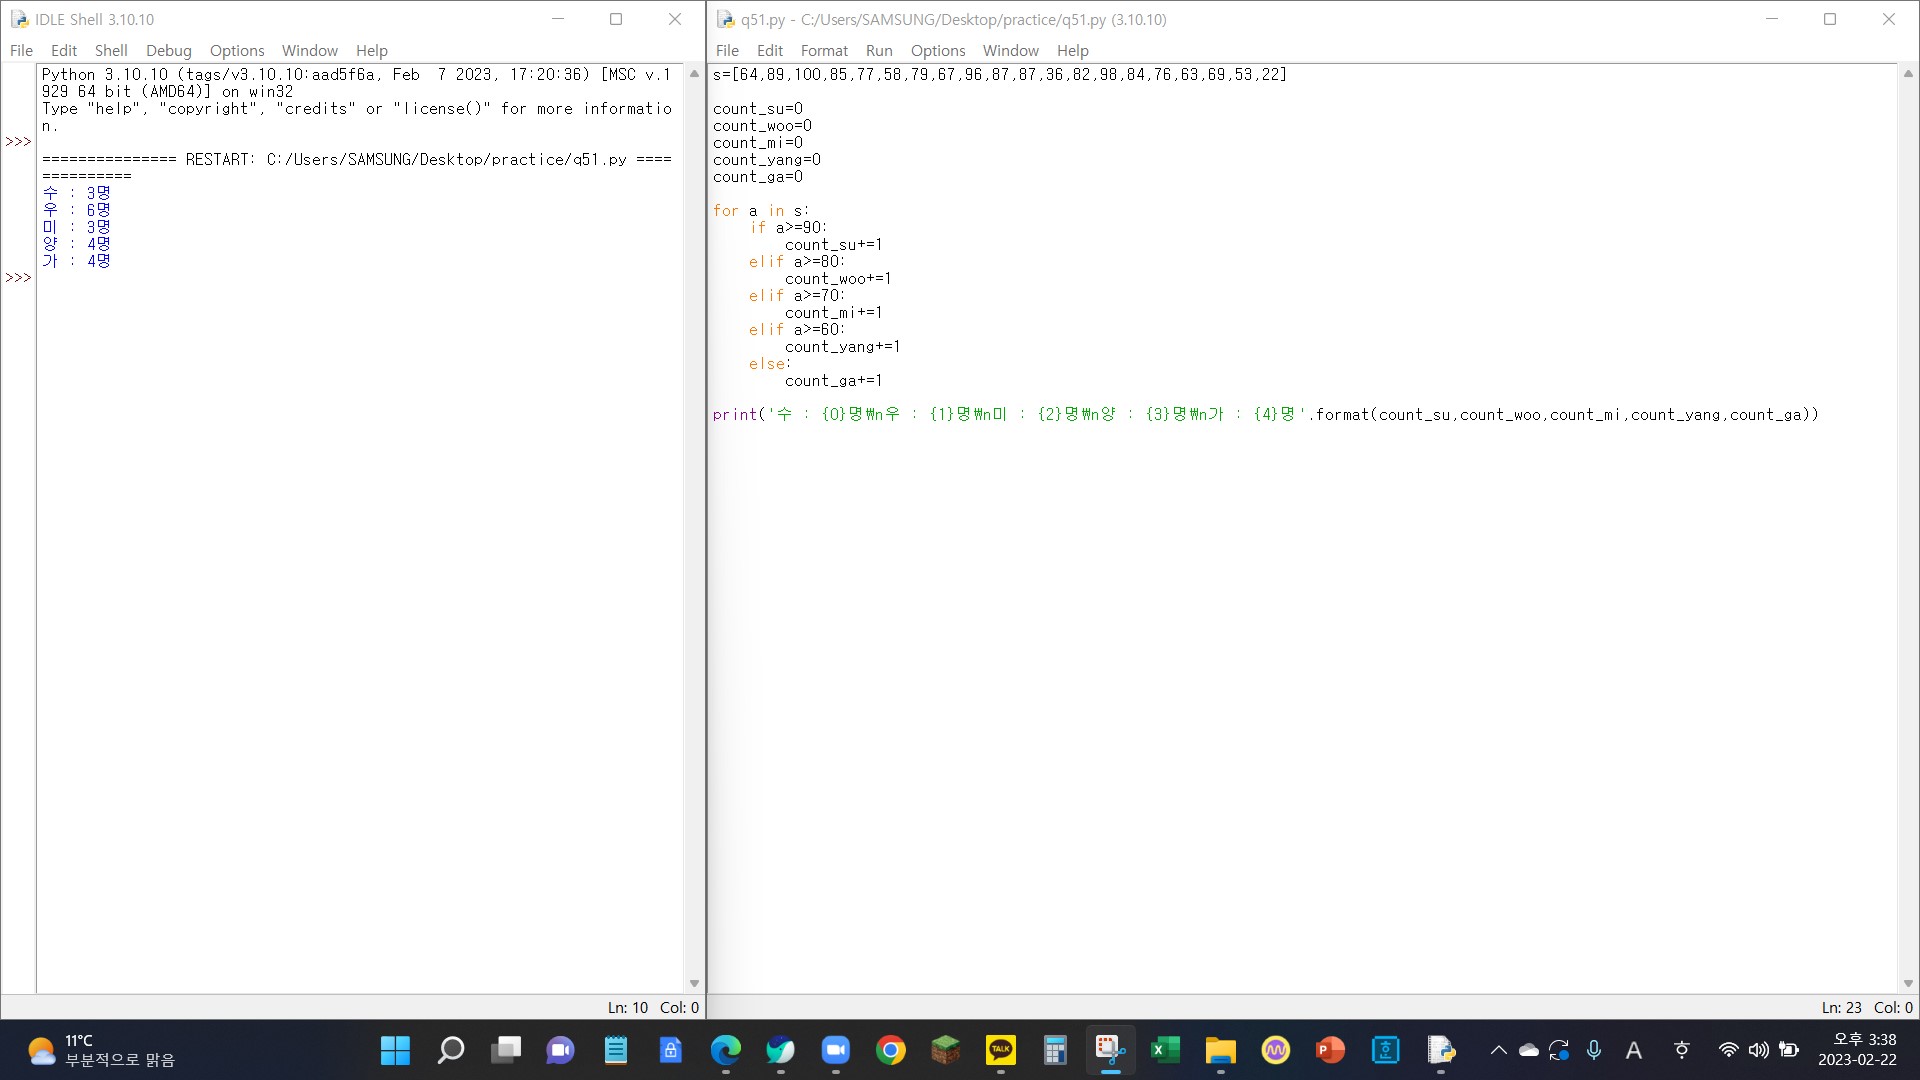 IDLE Shell 3.10.10
File Edit Shell Debug Options Window Help
Python 3.10.10 (tags/v3.10.10:aad5f6a, Feb  7 2023, 17:20:36) [MSC v.1
929 64 bit (AMD64)] on win32
Type "help", "copyright", "credits" or "license()" for more informatio
n.
>>>
=============== RESTART: C:/Users/SAMSUNG/Desktop/practice/q51.py ====
==========
수 : 3명
우 : 6명
미 : 3명
양 : 4명
가 : 4명
>>>
Ln: 10 Col: 0
q51.py - C:/Users/SAMSUNG/Desktop/practice/q51.py (3.10.10)
File Edit Format Run Options Window Help
s=[64,89,100,85,77,58,79,67,96,87,87,36,82,98,84,76,63,69,53,22]
count_su=0
count_woo=0
count_mi=0
count_yang=0
count_ga=0
for a in s:
    if a>=90:
        count_su+=1
    elif a>=80:
        count_woo+=1
    elif a>=70:
        count_mi+=1
    elif a>=60:
        count_yang+=1
    else:
        count_ga+=1
print('수 : {0}명₩n우 : {1}명₩n미 : {2}명₩n양 : {3}명₩n가 : {4}명'.format(count_su,count_woo,count_mi,count_yang,count_ga))
Ln: 23 Col: 0
11°C
부분적으로 맑음
TALK
A
오후 3:38
2023-02-22